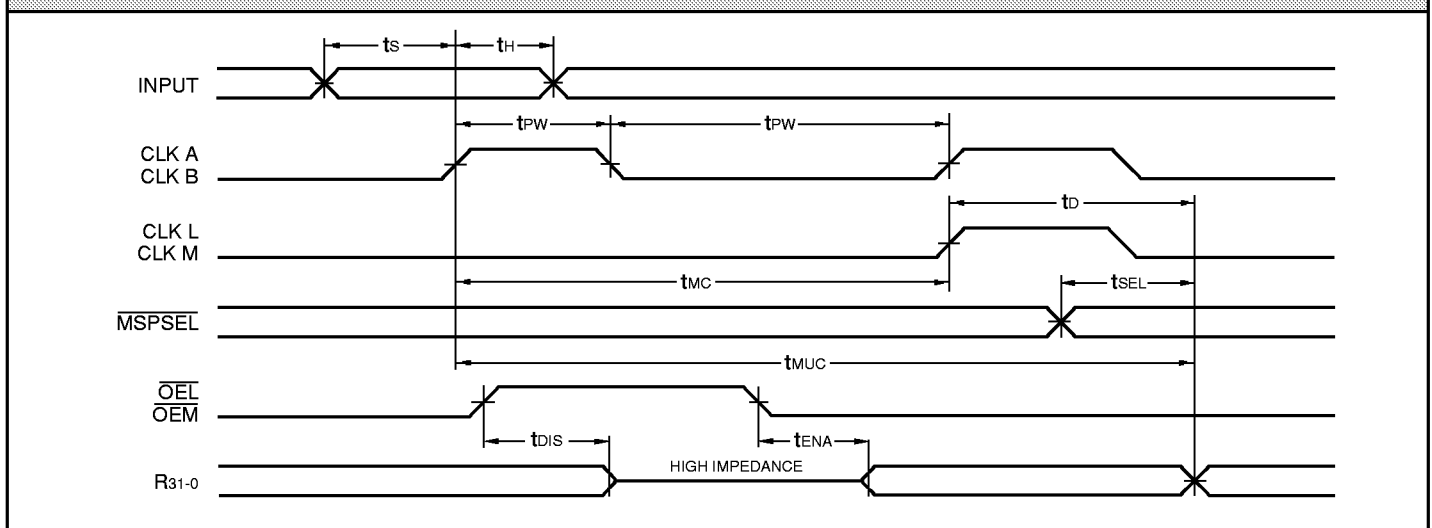 tS tH
INPUT
tPW tPW
CLK A
CLK B
tD
CLK L
CLK M
tMC tSEL
MSPSEL
tMUC
OEL
OEM
tDIS tENA
HIGH IMPEDANCE
R31-0